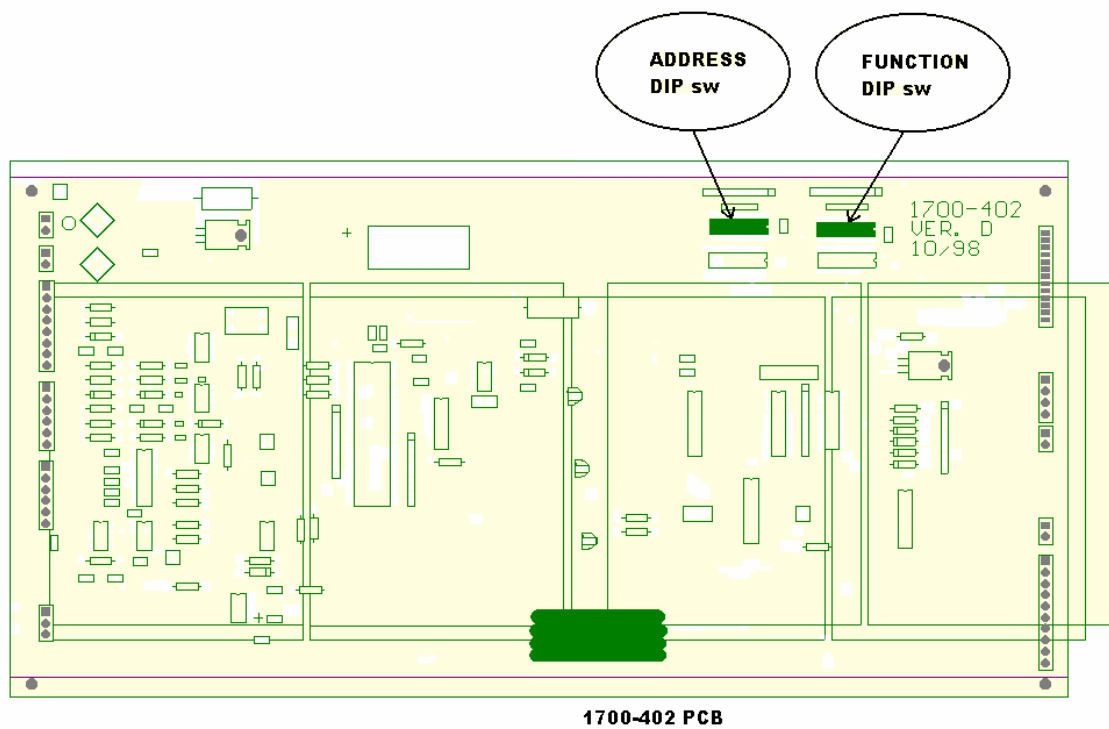 ADDRESS
DIP sw
FUNCTION
DIP sw
1700-402
VER. D
10/98
1700-402 PCB